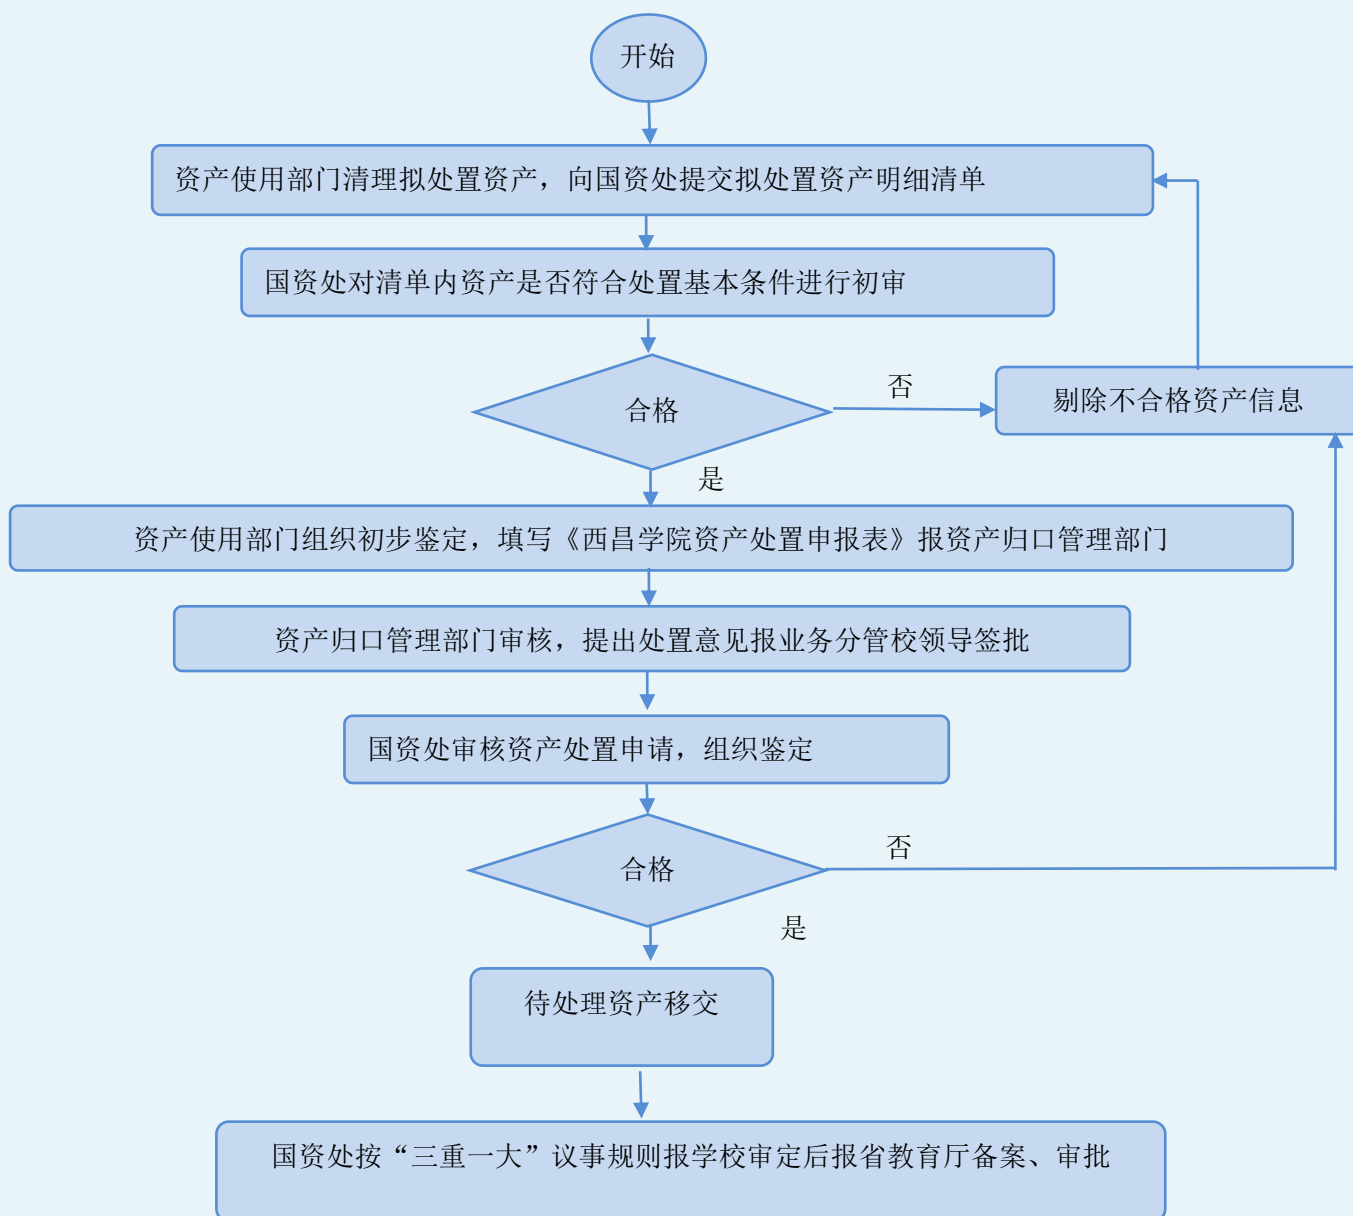 开始
资产使用部门清理拟处置资产，向国资处提交拟处置资产明细清单
国资处对清单内资产是否符合处置基本条件进行初审
合格
否
剔除不合格资产信息
是
资产使用部门组织初步鉴定，填写《西昌学院资产处置申报表》报资产归口管理部门
资产归口管理部门审核，提出处置意见报业务分管校领导签批
国资处审核资产处置申请，组织鉴定
合格
否
是
待处理资产移交
国资处按“三重一大”议事规则报学校审定后报省教育厅备案、审批